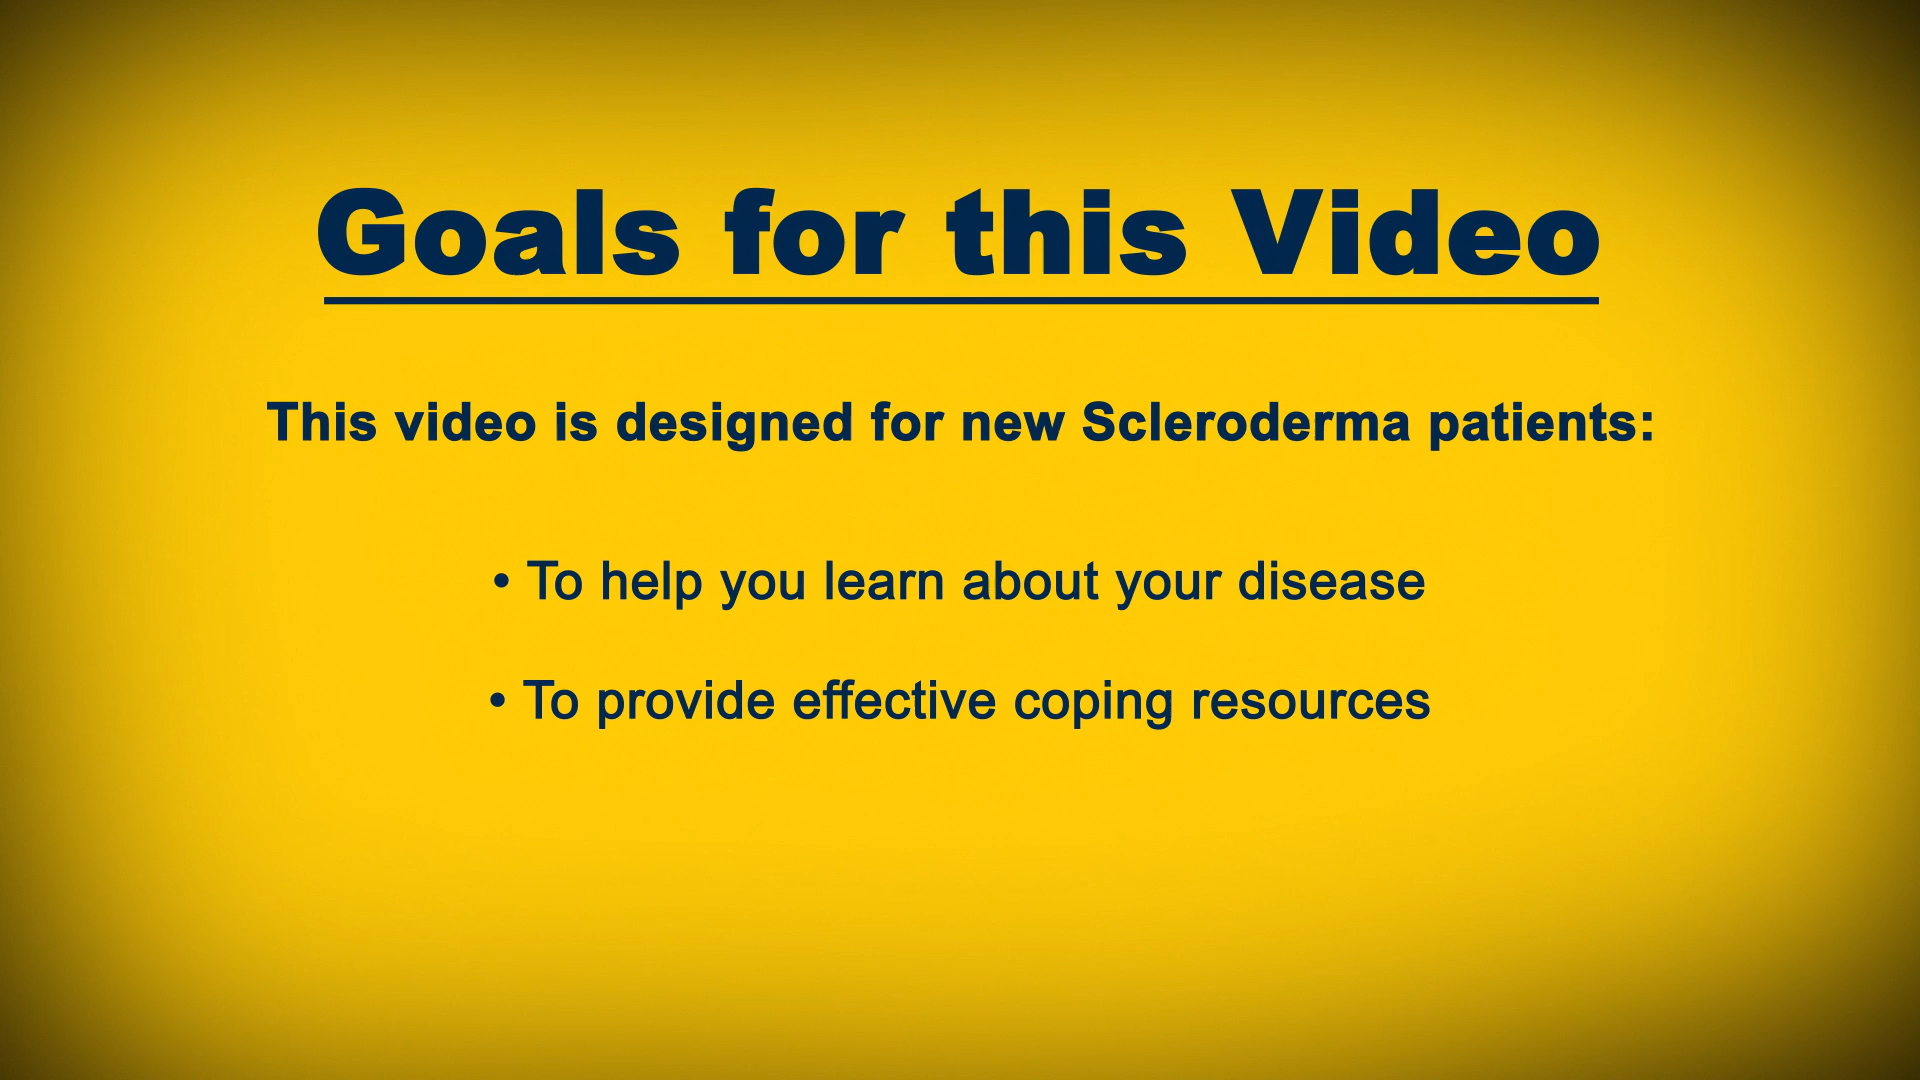 Goals for this Video
This video is designed for new Scleroderma patients:
• To help you learn about your disease
• To provide effective coping resources